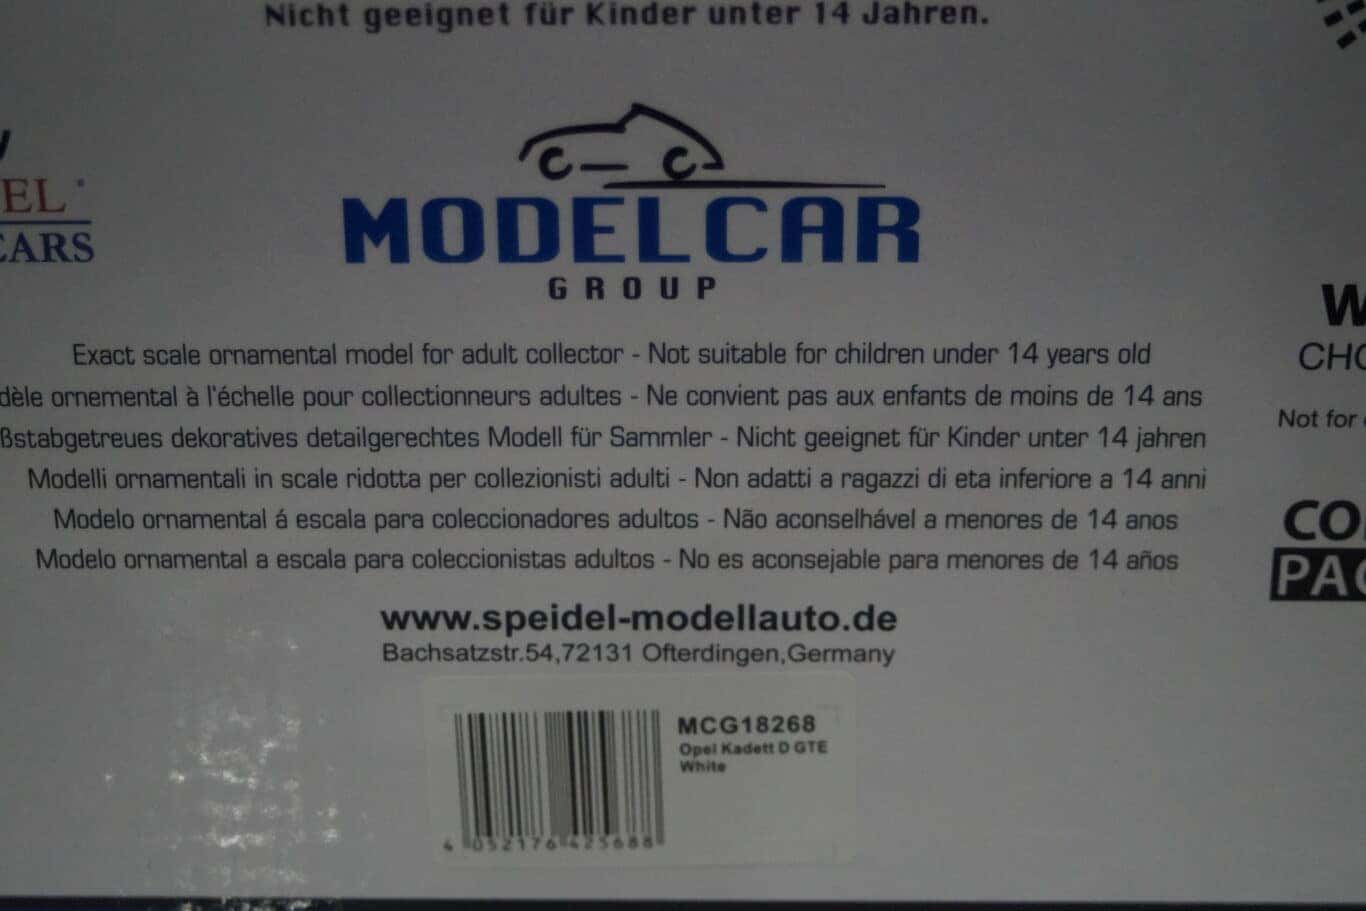 Nicht geeignet für Kinder unter 14 Jahren.
EL
CARS
MODELCAR
GROUP
Exact scale ornamental model for adult collector - Not suitable for children under 14 years old
dèle ornemental à l'échelle pour collectionneurs adultes - Ne convient pas aux enfants de moins de 14 ans
ßstabgetreues dekoratives detailgerechtes Modell für Sammler - Nicht geeignet für Kinder unter 14 jahren
Modelli ornamentali in scale ridotta per collezionisti adulti - Non adatti a ragazzi di eta inferiore a 14 anni
Modelo ornamental á escala para coleccionadores adultos - Não aconselhável a menores de 14 anos
Modelo ornamental a escala para coleccionistas adultos - No es aconsejable para menores de 14 años
www.speidel-modellauto.de
Bachsatzstr.54,72131 Ofterdingen,Germany
MCG18268
Opel Kadett D GTE
White
4 052176 425688
W
CHO
Not for
CO
PAC